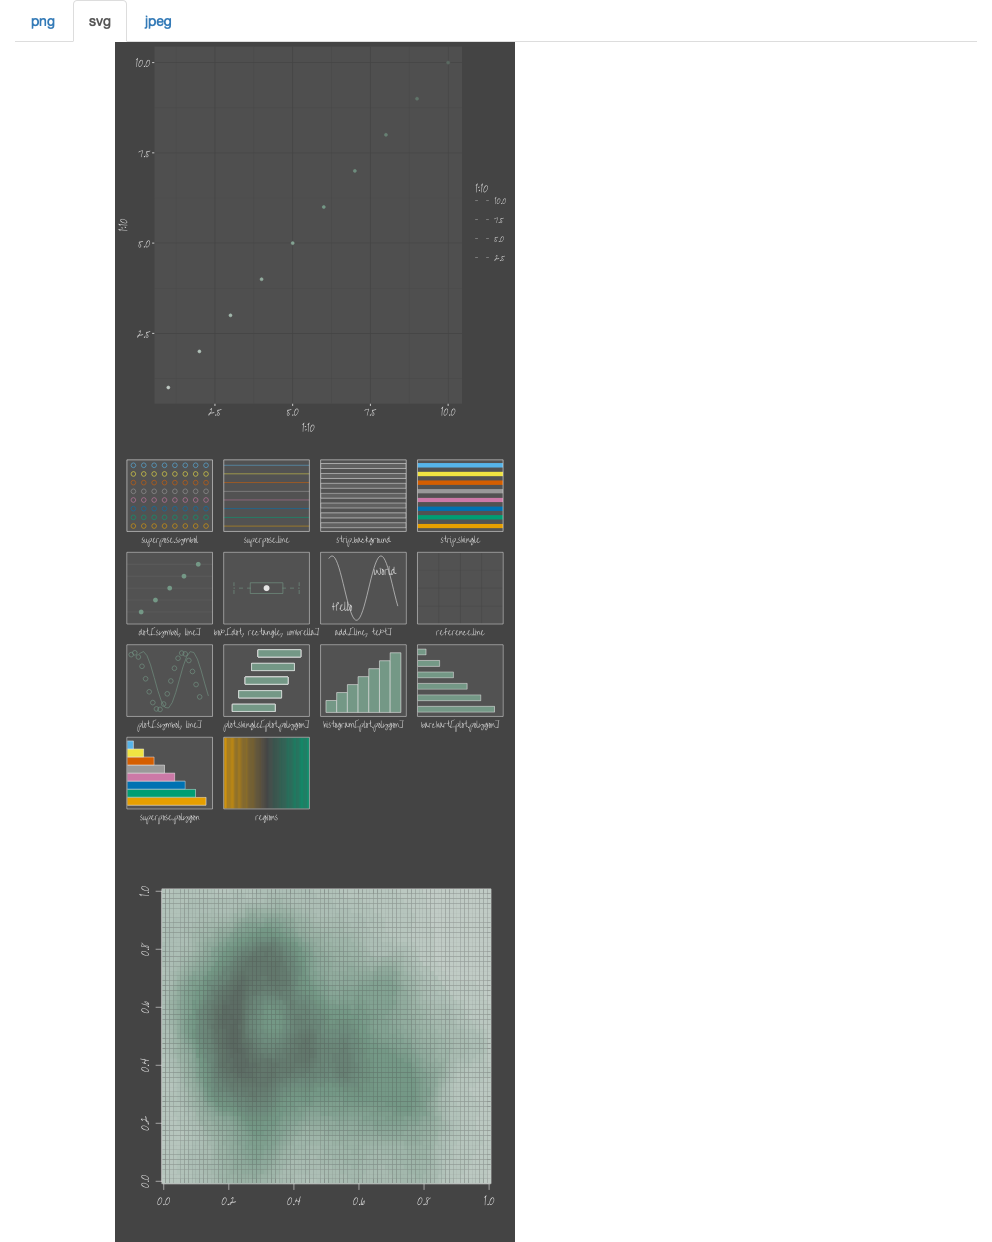 png svg jpeg
10.0
7.5
5.0
2.5
1:10
2.5 5.0 7.5 10.0
1:10
1:10
10.0
7.5
5.0
2.5
superpose.symbol superpose.line strip.background strip.shingle
dot.[symbol, line] box.[dot, rectangle, umbrella] add.[line, text] reference.line
Hello
world
plot.[symbol, line] plot.shingle[plot.polygon] histogram[plot.polygon] barchart[plot.polygon]
superpose.polygon regions
1.0
0.8
0.6
0.4
0.2
0.0
0.0 0.2 0.4 0.6 0.8 1.0